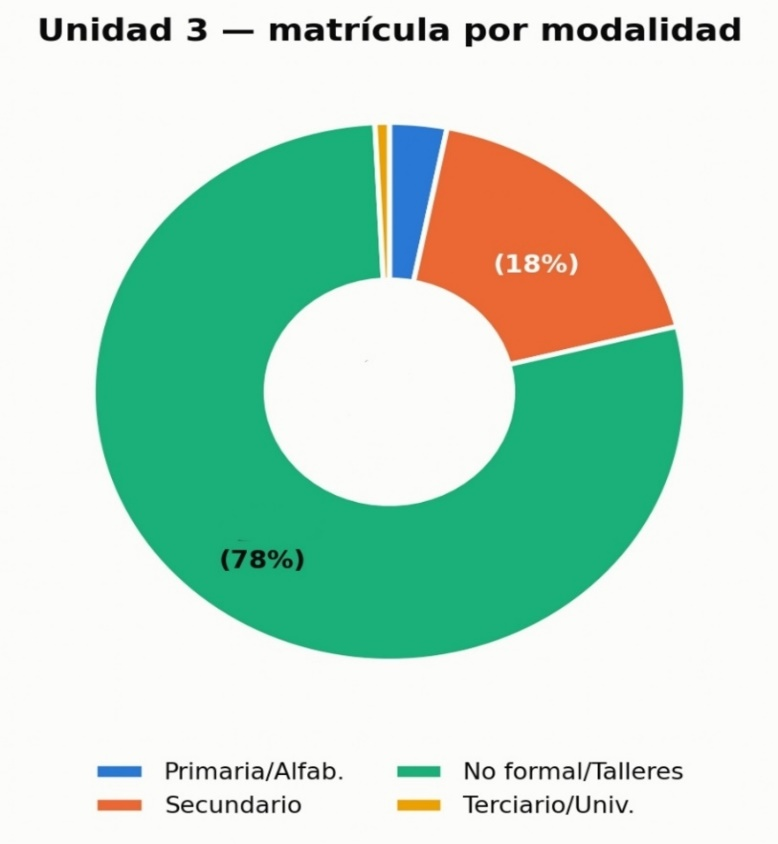 Unidad 3 — matrícula por modalidad
(18%)
(78%)
Primaria/Alfab.
No formal/Talleres
Secundario
Terciario/Univ.